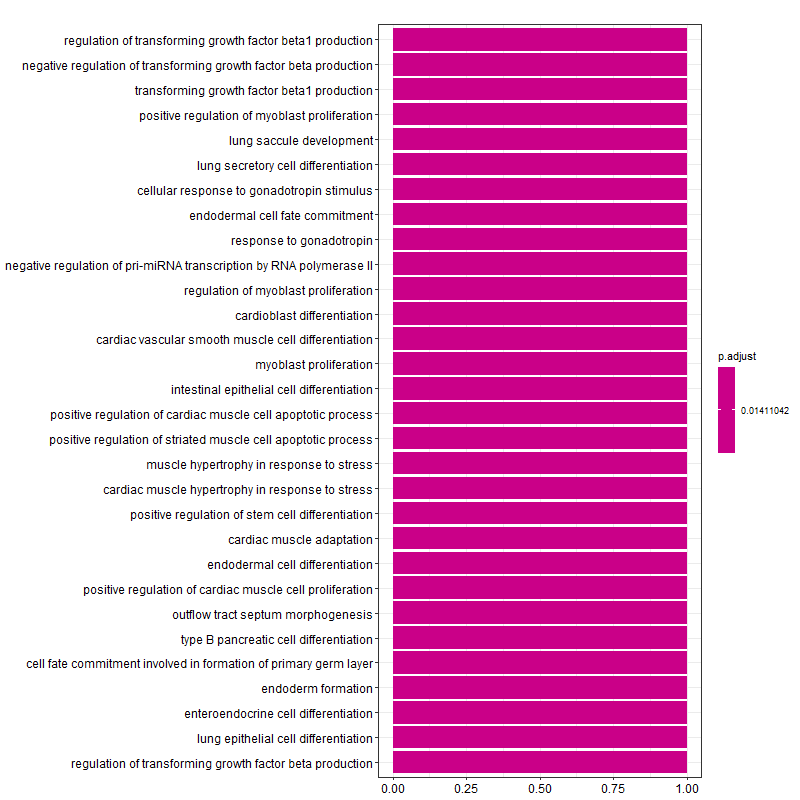 regulation of transforming growth factor beta1 production
negative regulation of transforming growth factor beta production
transforming growth factor beta1 production
positive regulation of myoblast proliferation
lung saccule development
lung secretory cell differentiation
cellular response to gonadotropin stimulus
endodermal cell fate commitment
response to gonadotropin
negative regulation of pri-miRNA transcription by RNA polymerase II
regulation of myoblast proliferation
cardioblast differentiation
cardiac vascular smooth muscle cell differentiation
myoblast proliferation
intestinal epithelial cell differentiation
positive regulation of cardiac muscle cell apoptotic process
positive regulation of striated muscle cell apoptotic process
muscle hypertrophy in response to stress
cardiac muscle hypertrophy in response to stress
positive regulation of stem cell differentiation
cardiac muscle adaptation
endodermal cell differentiation
positive regulation of cardiac muscle cell proliferation
outflow tract septum morphogenesis
type B pancreatic cell differentiation
cell fate commitment involved in formation of primary germ layer
endoderm formation
enteroendocrine cell differentiation
lung epithelial cell differentiation
regulation of transforming growth factor beta production
0.00 0.25 0.50 0.75 1.00
p.adjust
0.01411042